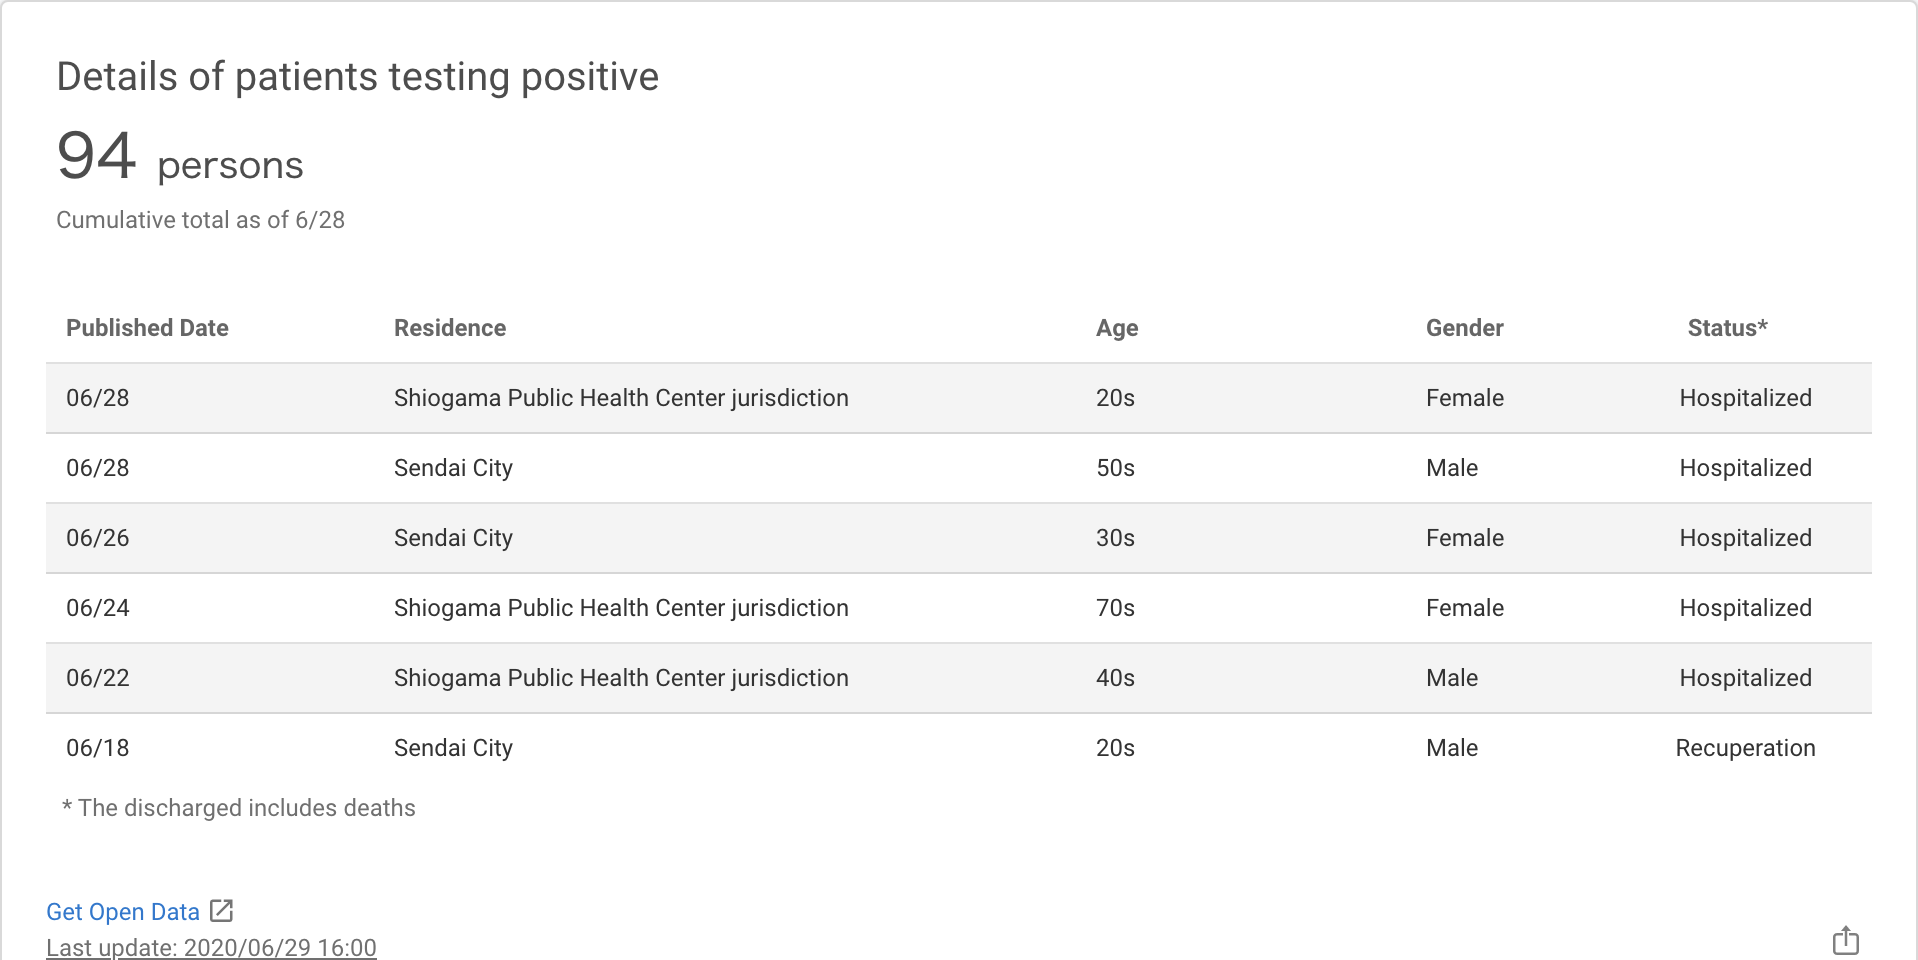 Details of patients testing positive
94 persons
Cumulative total as of 6/28
Published Date Residence Age Gender Status*
06/28 Shiogama Public Health Center jurisdiction 20s Female Hospitalized
06/28 Sendai City 50s Male Hospitalized
06/26 Sendai City 30s Female Hospitalized
06/24 Shiogama Public Health Center jurisdiction 70s Female Hospitalized
06/22 Shiogama Public Health Center jurisdiction 40s Male Hospitalized
06/18 Sendai City 20s Male Recuperation
* The discharged includes deaths
Get Open Data
Last update: 2020/06/29 16:00